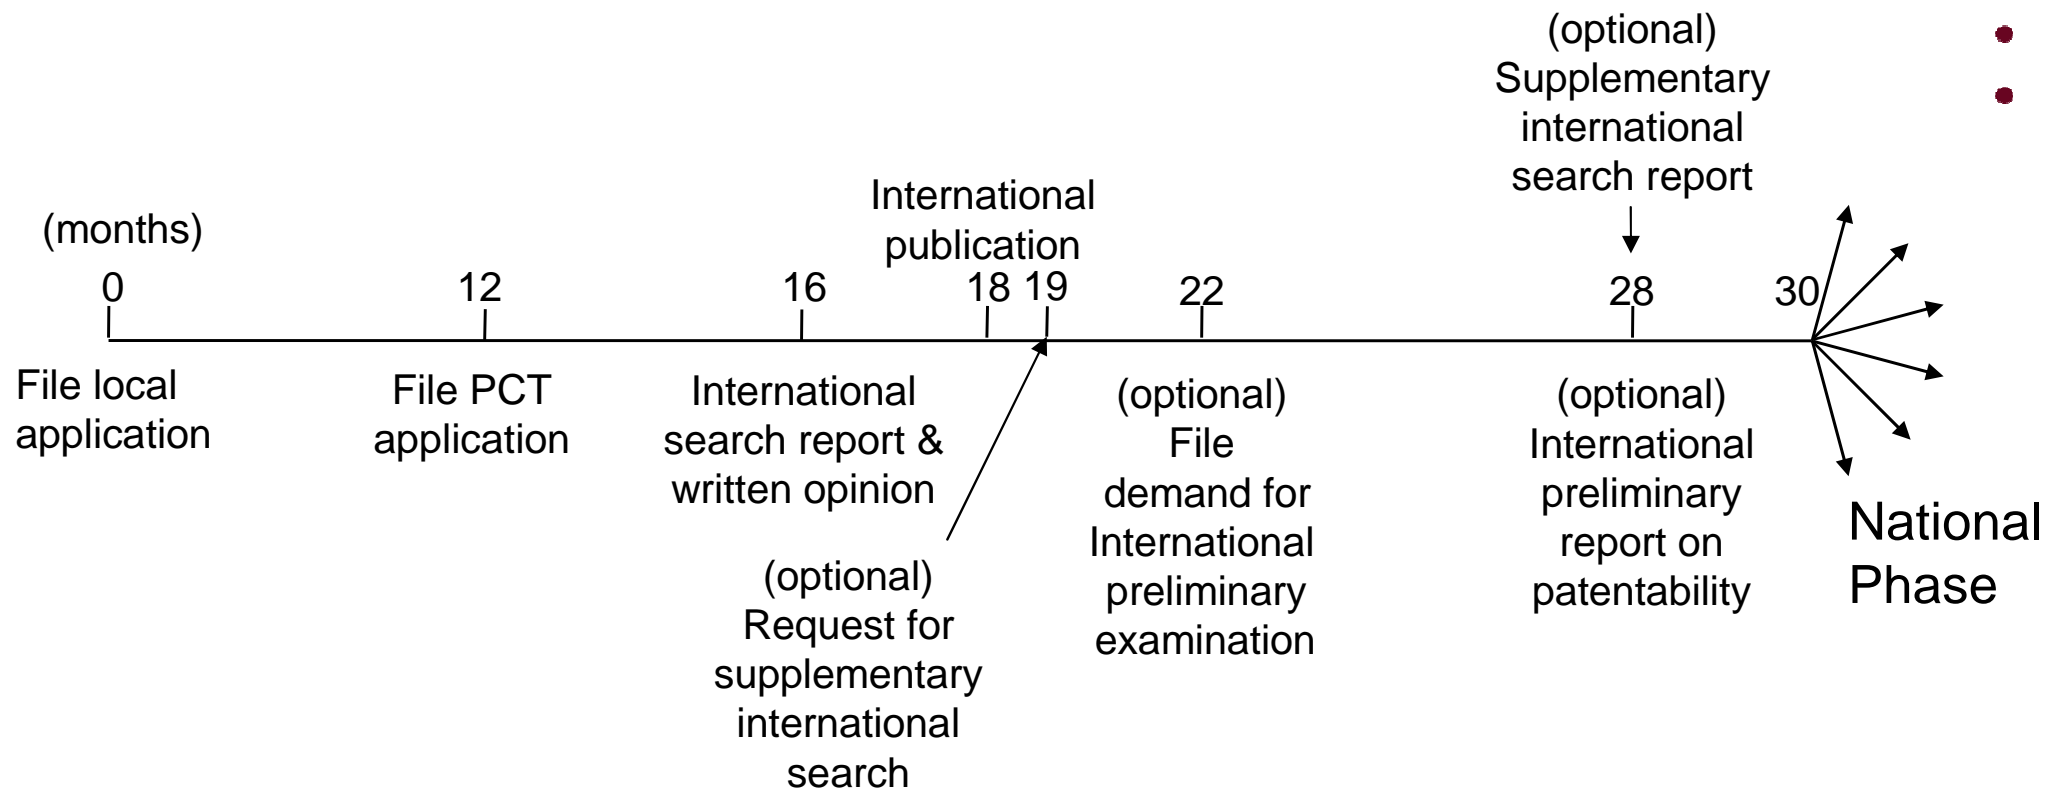 (months)
0
File local
application
12
File PCT
application
16
International
search report &
written opinion
International
publication
18
19
(optional)
Request for
supplementary
international
search
22
(optional)
File
demand for
International
preliminary
examination
(optional)
Supplementary
international
search report
28
(optional)
International
preliminary
report on
patentability
30
National
Phase